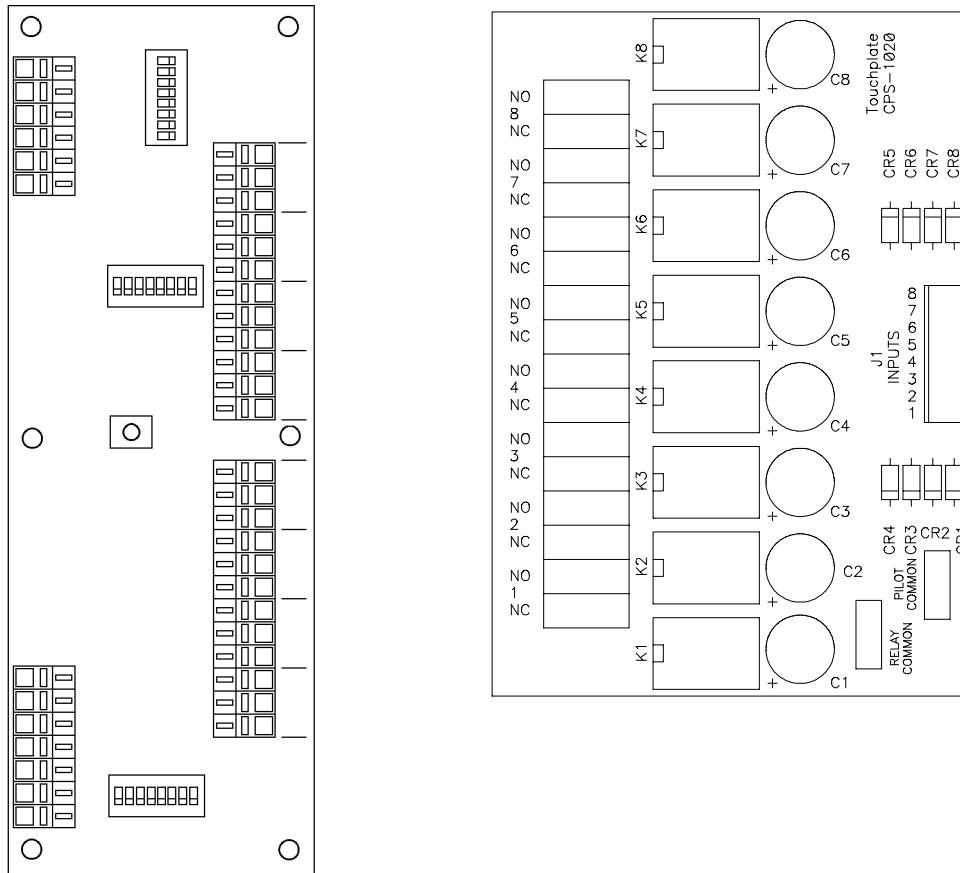 NO
8
NC
NO
7
NC
NO
6
NC
NO
5
NC
NO
4
NC
NO
3
NC
NO
2
NC
NO
1
NC
K8
K7
K6
K5
K4
K3
K2
K1
+
C8
+
C7
+
C6
+
C5
+
C4
+
C3
+
C2
+
C1
Touchplate
CPS-1020
CR5
CR6
CR7
CR8
J1
INPUTS
8
7
6
5
4
3
2
1
CR4
CR3
CR2
CR1
PILOT
COMMON
RELAY
COMMON